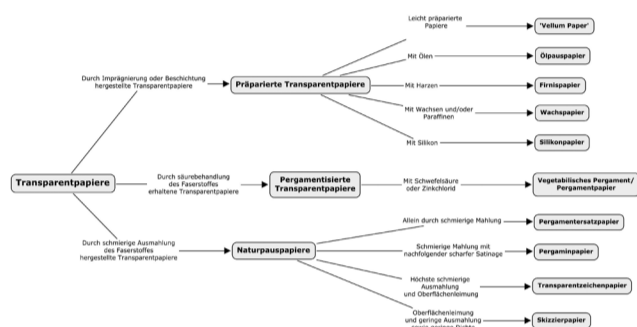 Leicht präparierte
Papiere
'Vellum Paper'
Mit Ölen
Ölpauspapier
Durch Imprägnierung oder Beschichtung
hergestellte Transparentpapiere
Präparierte Transparentpapiere
Mit Harzen
Firnispapier
Mit Wachsen und/oder
Paraffinen
Wachspapier
Mit Silikon
Silikonpapier
Transparentpapiere
Durch säurebehandlung
des Faserstoffes
erhaltene Transparentpapiere
Pergamentisierte
Transparentpapiere
Mit Schwefelsäure
oder Zinkchlorid
Vegetabilisches Pergament/
Pergamentpapier
Allein durch schmierige Mahlung
Pergamentersatzpapier
Durch schmierige Ausmahlung
des Faserstoffes
hergestellte Transparentpapiere
Naturpauspapiere
Schmierige Mahlung mit
nachfolgender scharfer Satinage
Pergaminpapier
Höchste schmierige
Ausmahlung
und Oberflächenleimung
Transparentzeichenpapier
Oberflächenleimung
und geringe Ausmahlung
Skizzierpapier